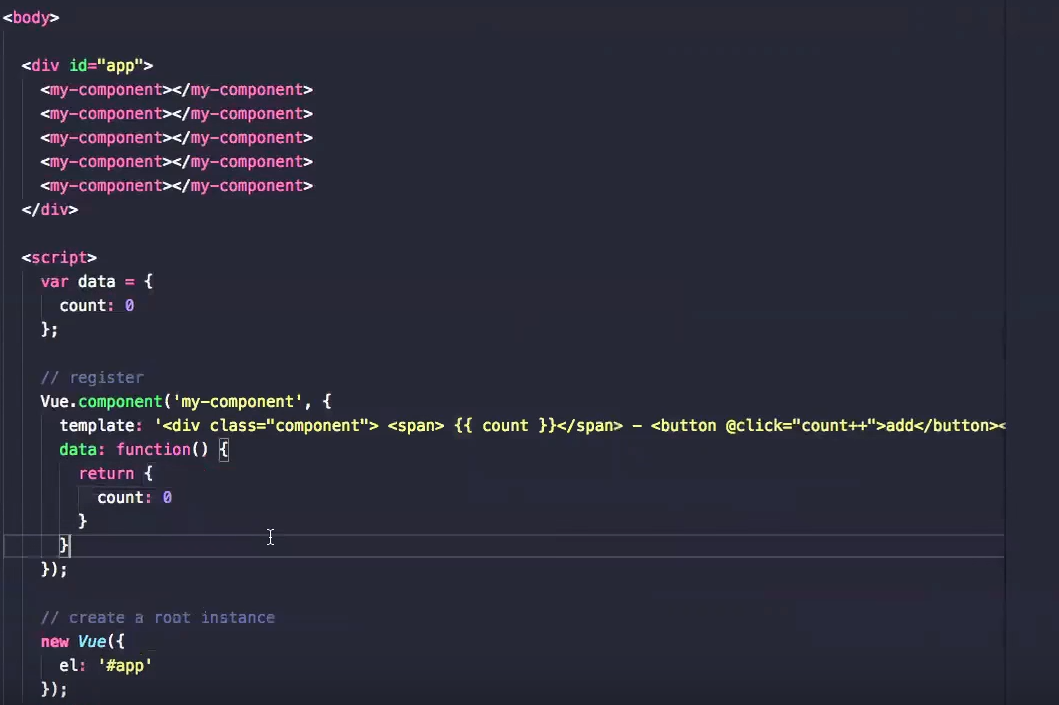 <body>
<div id="app">
<my-component></my-component>
<my-component></my-component>
<my-component></my-component>
<my-component></my-component>
<my-component></my-component>
</div>
<script>
var data = {
count: 0
};
// register
Vue.component('my-component', {
template: '<div class="component"> <span> {{ count }}</span> – <button @click="count++">add</button><
data: function() {
return {
count: 0
}
}
});
// create a root instance
new Vue({
el: '#app'
});